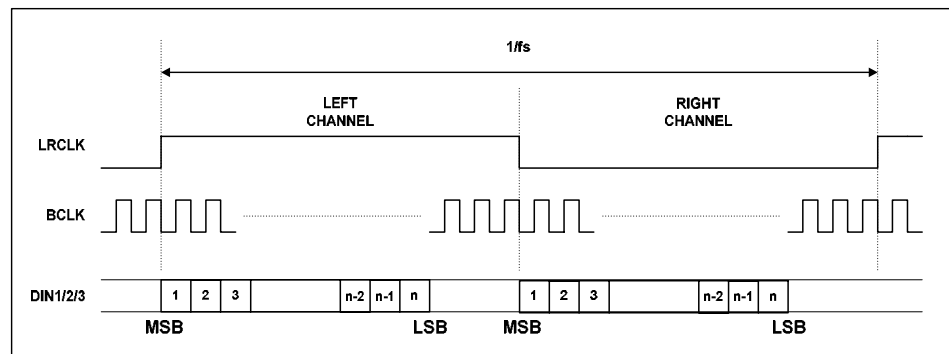 1/fs
LEFT
CHANNEL
RIGHT
CHANNEL
LRCLK
BCLK
DIN1/2/3
1 2 3 n-2 n-1 n 1 2 3 n-2 n-1 n
MSB LSB MSB LSB